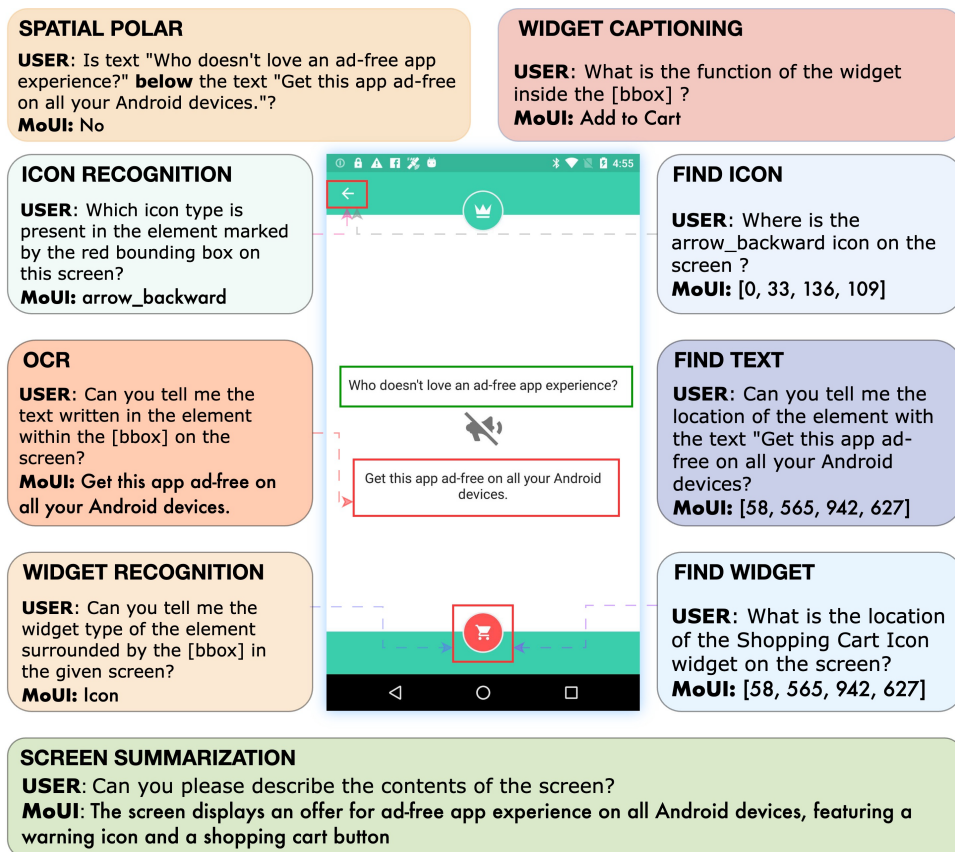 SPATIAL POLAR
USER: Is text "Who doesn't love an ad-free app
experience?" below the text "Get this app ad-free
on all your Android devices."?
MoUI: No
WIDGET CAPTIONING
USER: What is the function of the widget
inside the [bbox] ?
MoUI: Add to Cart
ICON RECOGNITION
USER: Which icon type is
present in the element marked
by the red bounding box on
this screen?
MoUI: arrow_backward
4:55
FIND ICON
USER: Where is the
arrow_backward icon on the
screen ?
MoUI: [0, 33, 136, 109]
OCR
USER: Can you tell me the
text written in the element
within the [bbox] on the
screen?
MoUI: Get this app ad-free on
all your Android devices.
Who doesn't love an ad-free app experience?
Get this app ad-free on all your Android
devices.
FIND TEXT
USER: Can you tell me the
location of the element with
the text "Get this app ad-
free on all your Android
devices?
MoUI: [58, 565, 942, 627]
WIDGET RECOGNITION
USER: Can you tell me the
widget type of the element
surrounded by the [bbox] in
the given screen?
MoUI: Icon
FIND WIDGET
USER: What is the location
of the Shopping Cart Icon
widget on the screen?
MoUI: [58, 565, 942, 627]
SCREEN SUMMARIZATION
USER: Can you please describe the contents of the screen?
MoUI: The screen displays an offer for ad-free app experience on all Android devices, featuring a
warning icon and a shopping cart button